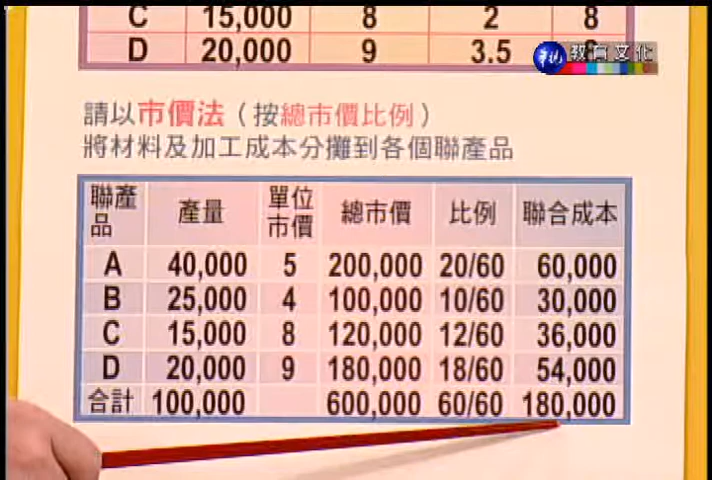 C 15,000 8 2 8
D 20,000 9 3.5
華視 教育文化
請以市價法（按總市價比例）
將材料及加工成本分攤到各個聯產品
聯產品 產量 單位市價 總市價 比例 聯合成本
A 40,000 5 200,000 20/60 60,000
B 25,000 4 100,000 10/60 30,000
C 15,000 8 120,000 12/60 36,000
D 20,000 9 180,000 18/60 54,000
合計 100,000 600,000 60/60 180,000